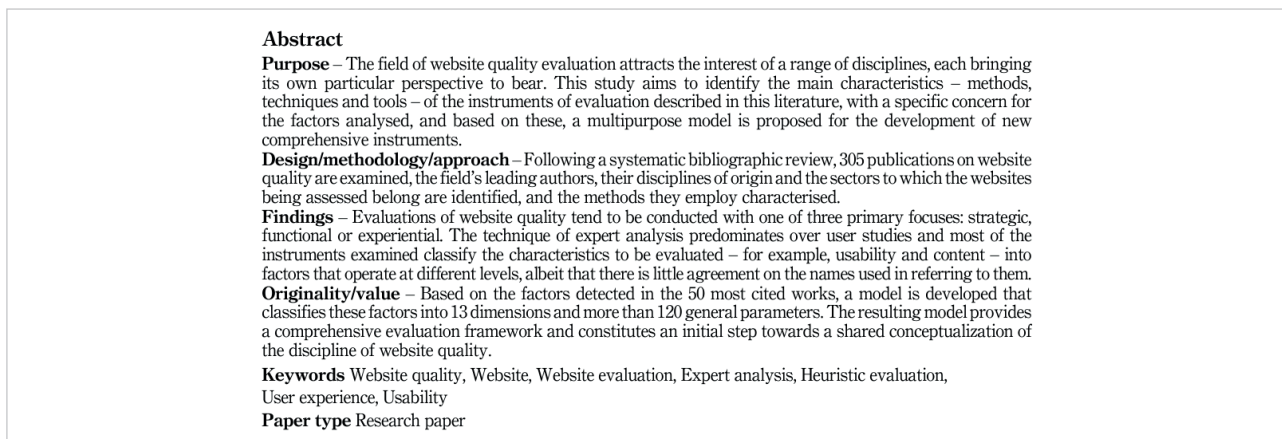 Abstract
Purpose – The field of website quality evaluation attracts the interest of a range of disciplines, each bringing
its own particular perspective to bear. This study aims to identify the main characteristics – methods,
techniques and tools – of the instruments of evaluation described in this literature, with a specific concern for
the factors analysed, and based on these, a multipurpose model is proposed for the development of new
comprehensive instruments.
Design/methodology/approach – Following a systematic bibliographic review, 305 publications on website
quality are examined, the field's leading authors, their disciplines of origin and the sectors to which the websites
being assessed belong are identified, and the methods they employ characterised.
Findings – Evaluations of website quality tend to be conducted with one of three primary focuses: strategic,
functional or experiential. The technique of expert analysis predominates over user studies and most of the
instruments examined classify the characteristics to be evaluated – for example, usability and content – into
factors that operate at different levels, albeit that there is little agreement on the names used in referring to them.
Originality/value – Based on the factors detected in the 50 most cited works, a model is developed that
classifies these factors into 13 dimensions and more than 120 general parameters. The resulting model provides
a comprehensive evaluation framework and constitutes an initial step towards a shared conceptualization of
the discipline of website quality.
Keywords Website quality, Website, Website evaluation, Expert analysis, Heuristic evaluation,
User experience, Usability
Paper type Research paper